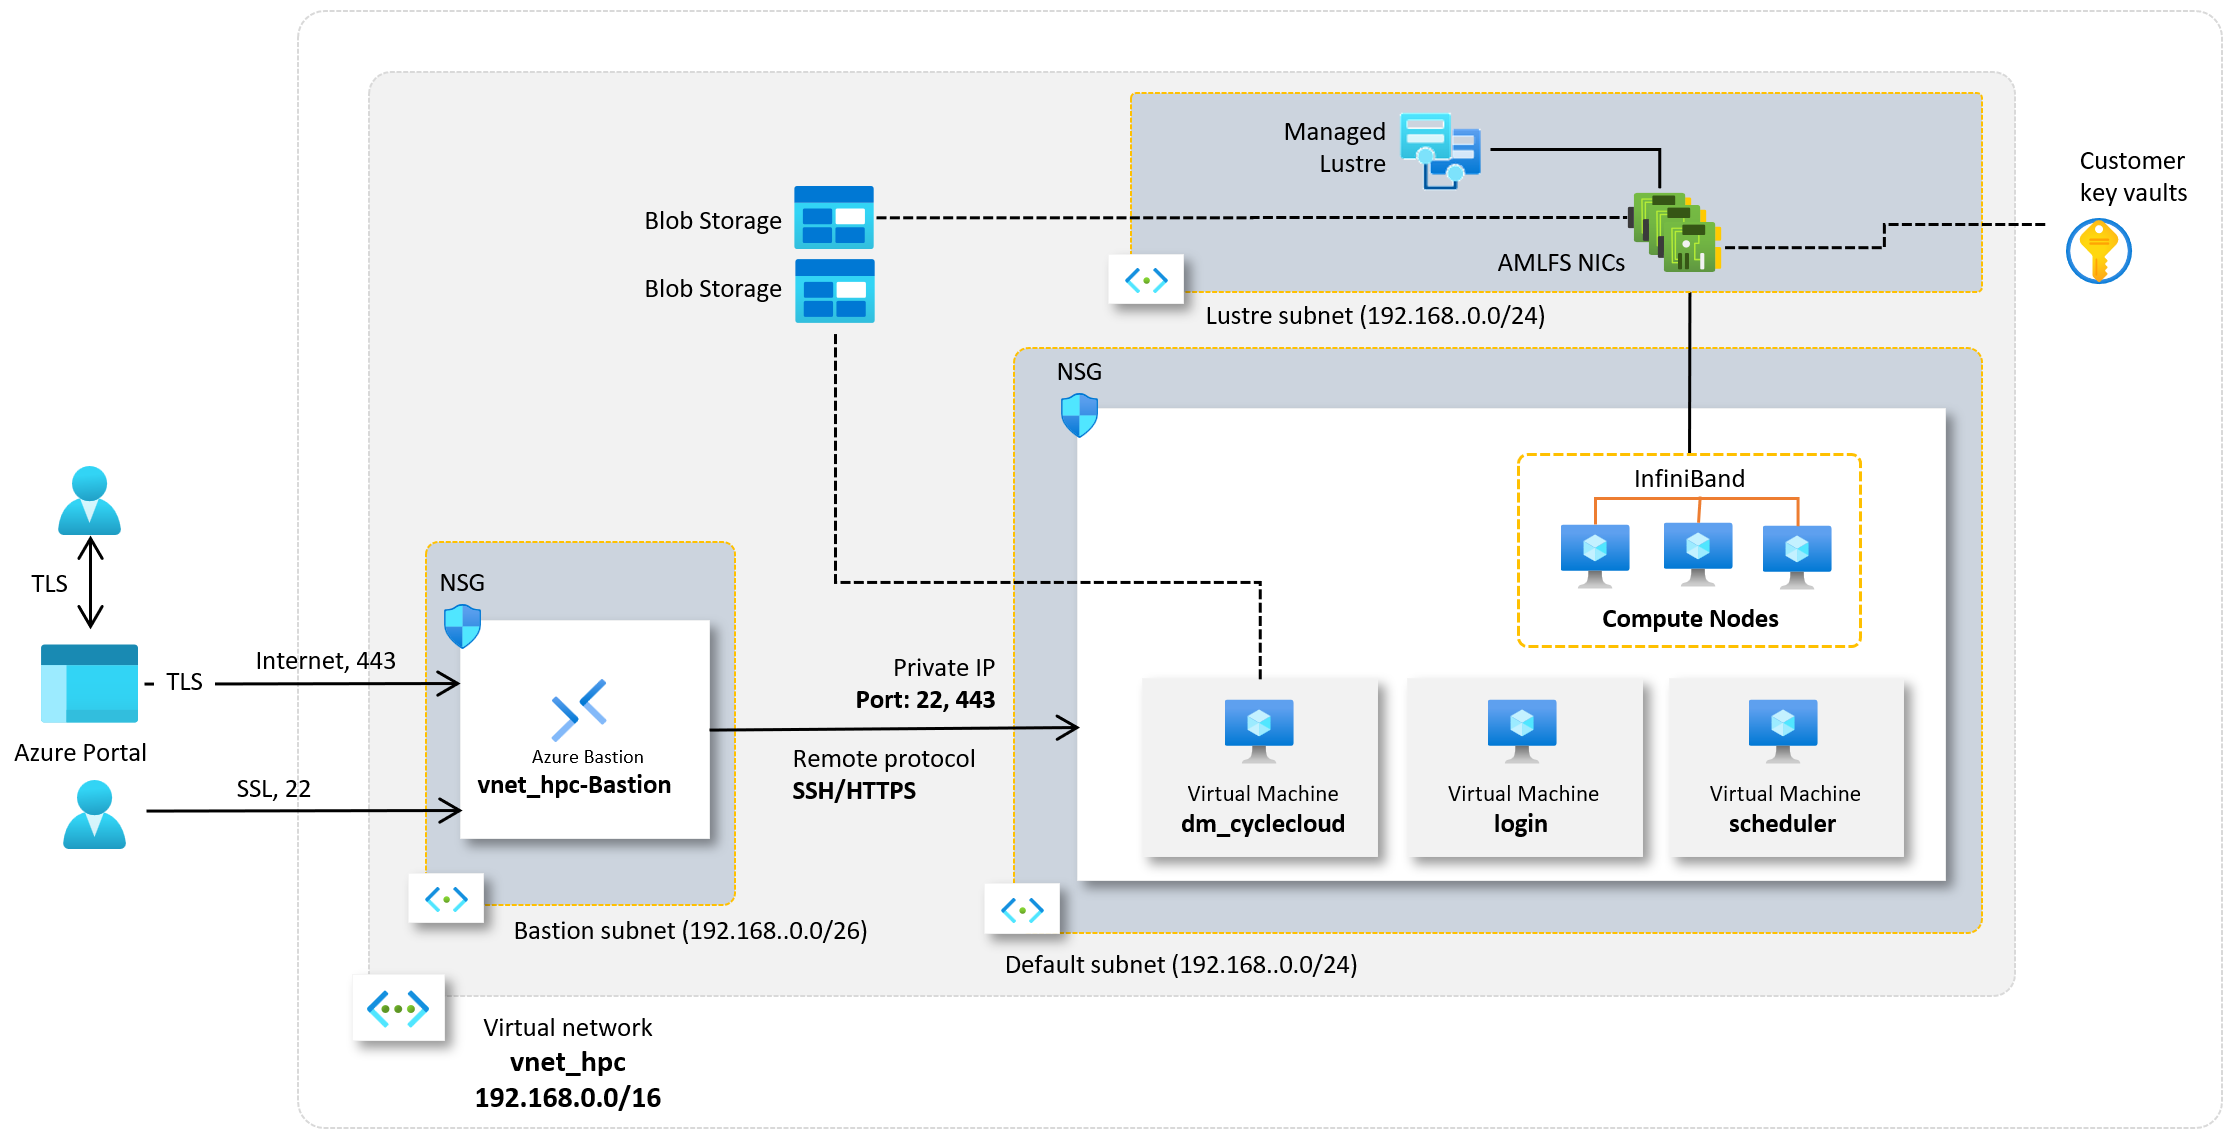 Managed
Lustre
Customer
key vaults
Blob Storage
AMLFS NICs
Blob Storage
Lustre subnet (192.168..0.0/24)
NSG
InfiniBand
Compute Nodes
TLS
NSG
Internet, 443
TLS
Azure Portal
SSL, 22
Azure Bastion
vnet_hpc-Bastion
Private IP
Port: 22, 443
Remote protocol
SSH/HTTPS
Virtual Machine
dm_cyclecloud
Virtual Machine
login
Virtual Machine
scheduler
Bastion subnet (192.168..0.0/26)
Default subnet (192.168..0.0/24)
Virtual network
vnet_hpc
192.168.0.0/16